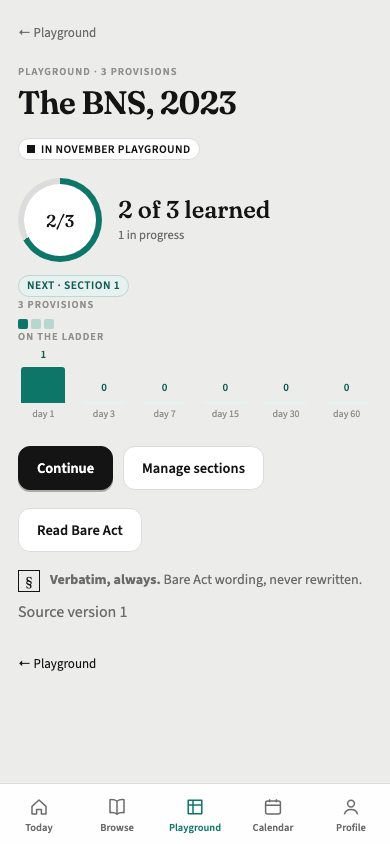 ← Playground
PLAYGROUND · 3 PROVISIONS
The BNS, 2023
IN NOVEMBER PLAYGROUND
2/3
2 of 3 learned
1 in progress
NEXT · SECTION 1
3 PROVISIONS
ON THE LADDER
1 0 0 0 0 0
day 1 day 3 day 7 day 15 day 30 day 60
Continue Manage sections
Read Bare Act
§ Verbatim, always. Bare Act wording, never rewritten.
Source version 1
← Playground
Today Browse Playground Calendar Profile